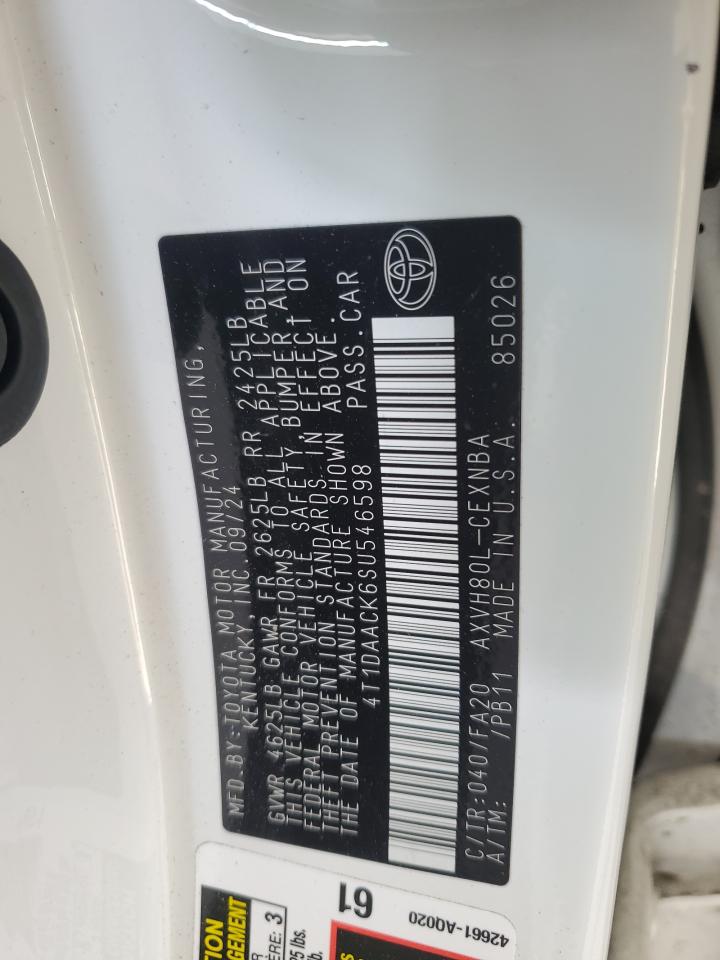 MFD.BY:TOYOTA MOTOR MANUFACTURING,
KENTUCKY, INC.09/24
GVWR 4625LB GAWR FR 2625LB RR 2425LB
THIS VEHICLE CONFORMS TO ALL APPLICABLE
FEDERAL MOTOR VEHICLE SAFETY,BUMPER AND
THEFT PREVENTION STANDARDS IN EFFECT ON
THE DATE OF MANUFACTURE SHOWN ABOVE.
4T1DAACK6SU546598 PASS.CAR
C/TR:040/FA20 AXVH80L-CEXNBA
A/TM: /PB11 MADE IN U.S.A. 85026
61
42661-AQ020
3